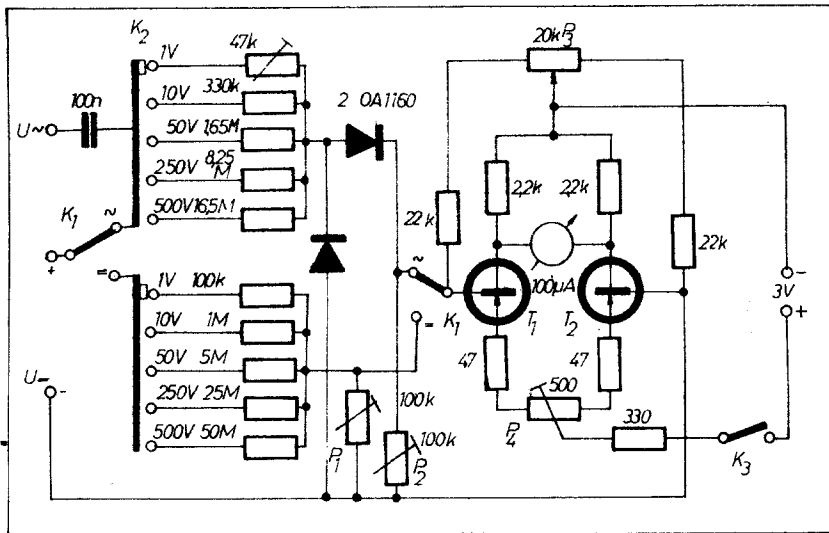 K2
1V 47k
10V 330k
50V 1,65M
250V 8,25M
500V 16,5M
100n
U~
K1
~
+
=
1V 100k
10V 1M
50V 5M
250V 25M
500V 50M
U=
-
2 OA1160
P1
100k
P2
100k
~
K1
=
22k
20k P3
2,2k
2,2k
22k
100µA
T1
T2
47
47
500
P4
330
K3
-
3V
+